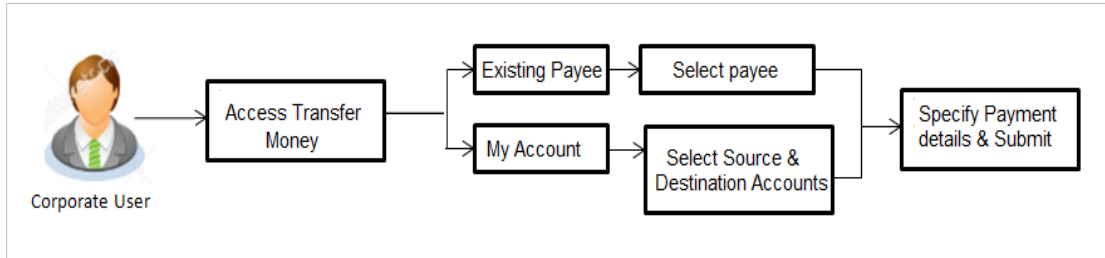 Existing Payee
Select payee
Access Transfer
Money
Specify Payment
details & Submit
My Account
Select Source &
Destination Accounts
Corporate User